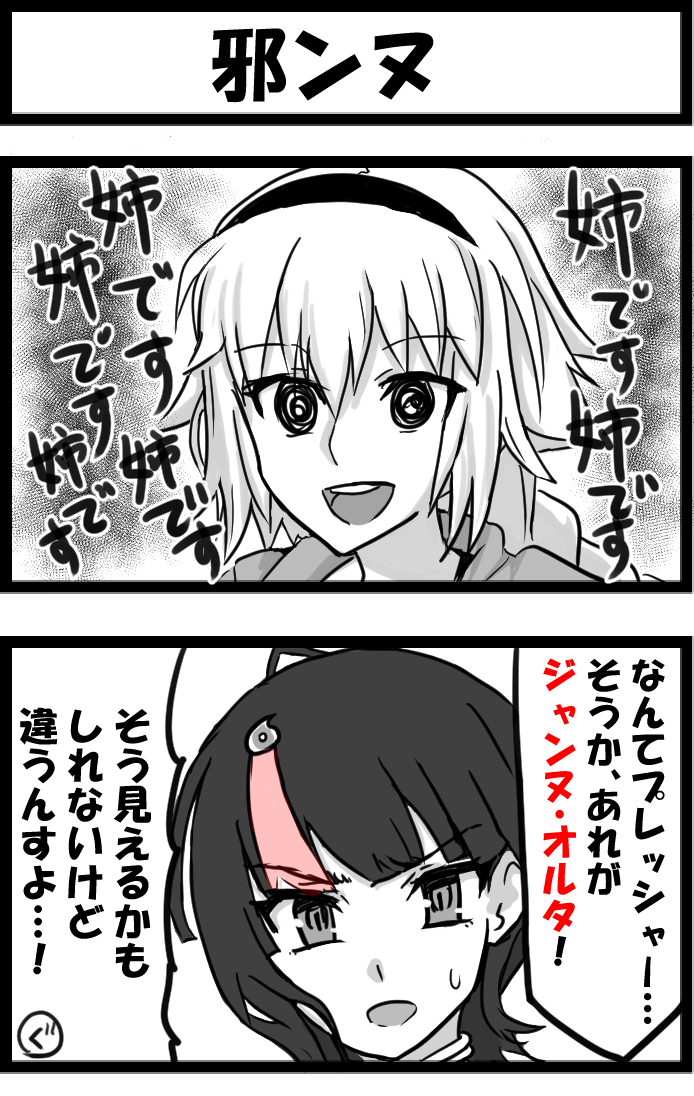 邪ンヌ
姉です
姉です
姉です
姉です
姉です
姉です
なんてプレッシャー…
そうか、あれが
ジャンヌ・オルタ！
そう見えるかも
しれないけど
違うんすよ…！
ぐ